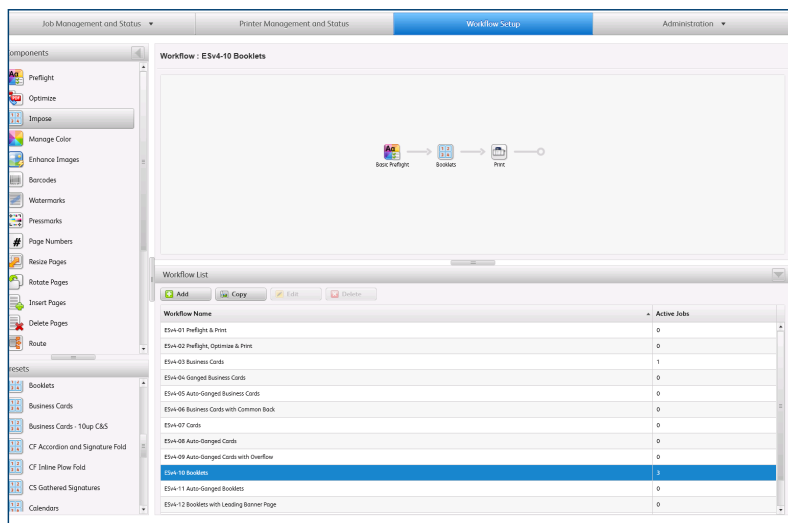 Job Management and Status
Printer Management and Status
Workflow Setup
Administration
omponents
Preflight
Optimize
Impose
Manage Color
Enhance Images
Barcodes
Watermarks
Pressmarks
Page Numbers
Resize Pages
Rotate Pages
Insert Pages
Delete Pages
Route
resets
Booklets
Business Cards
Business Cards - 10up C&S
CF Accordion and Signature Fold
CF Inline Plow Fold
CS Gathered Signatures
Calendars
Workflow : ESv4-10 Booklets
Basic Preflight
Booklets
Print
Workflow List
Add
Copy
Edit
Delete
Workflow Name Active Jobs
ESv4-01 Preflight & Print 0
ESv4-02 Preflight, Optimize & Print 0
ESv4-03 Business Cards 1
ESv4-04 Ganged Business Cards 0
ESv4-05 Auto-Ganged Business Cards 0
ESv4-06 Business Cards with Common Back 0
ESv4-07 Cards 0
ESv4-08 Auto-Ganged Cards 0
ESv4-09 Auto-Ganged Cards with Overflow 0
ESv4-10 Booklets 3
ESv4-11 Auto-Ganged Booklets 0
ESv4-12 Booklets with Leading Banner Page 0